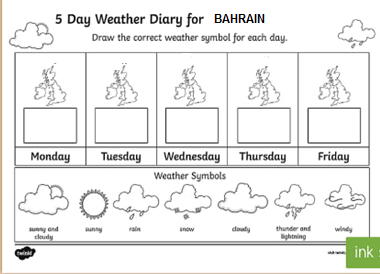 5 Day Weather Diary for BAHRAIN
Draw the correct weather symbol for each day.
Monday Tuesday Wednesday Thursday Friday
Weather Symbols
sunny and cloudy
sunny
rain
snow
cloudy
thunder and lightning
windy
twinkl
ink